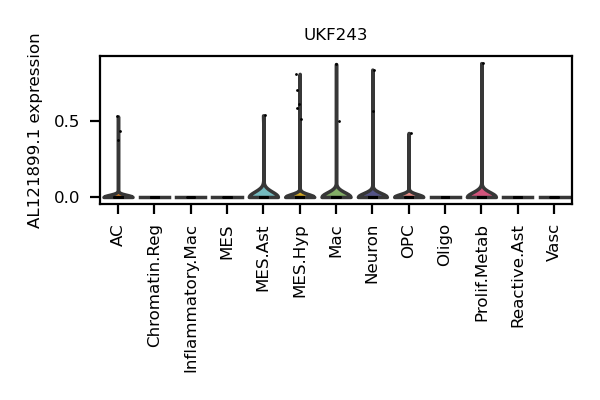 UKF243
AL121899.1 expression
0.5
0.0
AC
Chromatin.Reg
Inflammatory.Mac
MES
MES.Ast
MES.Hyp
Mac
Neuron
OPC
Oligo
Prolif.Metab
Reactive.Ast
Vasc